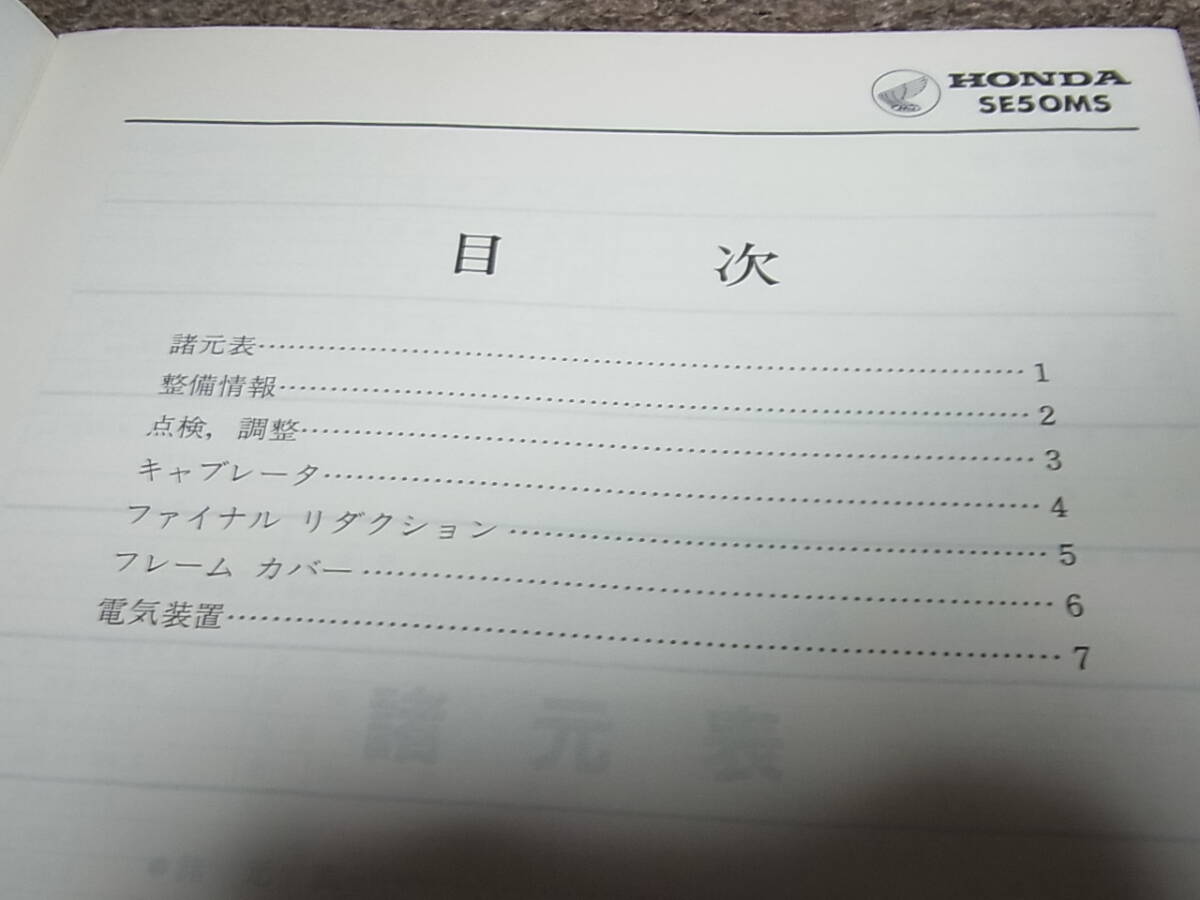 HONDA
SE50MS
目次
諸元表……………………………………………1
整備情報……………………………………………2
点検,調整……………………………………………3
キャブレータ……………………………………………4
ファイナル リダクション……………………………………………5
フレーム カバー……………………………………………6
電気装置……………………………………………7
諸元表